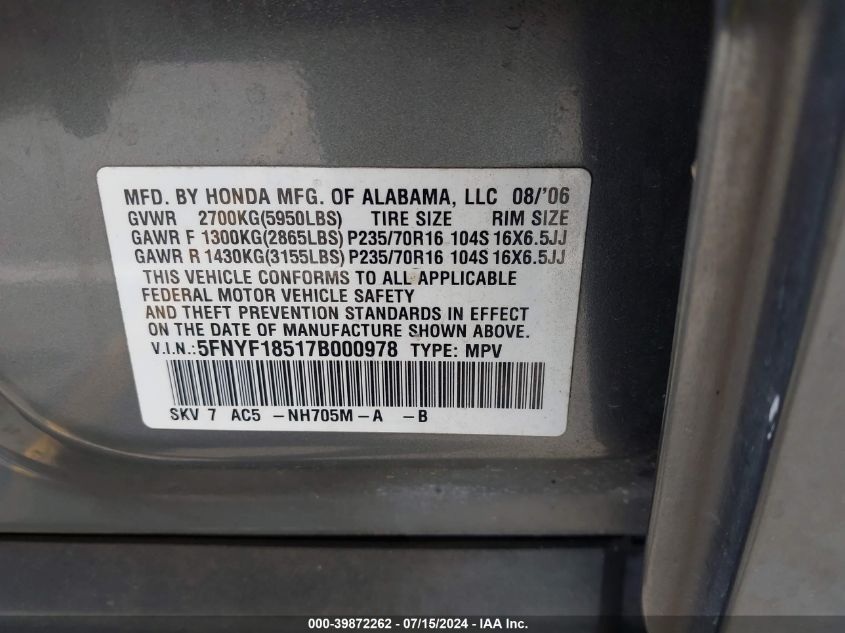 MFD. BY HONDA MFG. OF ALABAMA, LLC 08/'06
GVWR 2700KG(5950LBS) TIRE SIZE RIM SIZE
GAWR F 1300KG(2865LBS) P235/70R16 104S 16X6.5JJ
GAWR R 1430KG(3155LBS) P235/70R16 104S 16X6.5JJ
THIS VEHICLE CONFORMS TO ALL APPLICABLE
FEDERAL MOTOR VEHICLE SAFETY
AND THEFT PREVENTION STANDARDS IN EFFECT
ON THE DATE OF MANUFACTURE SHOWN ABOVE.
V.I.N.: 5FNYF18517B000978 TYPE: MPV
SKV 7 AC5 -NH705M-A -B
000-39872262 - 07/15/2024 - IAA Inc.